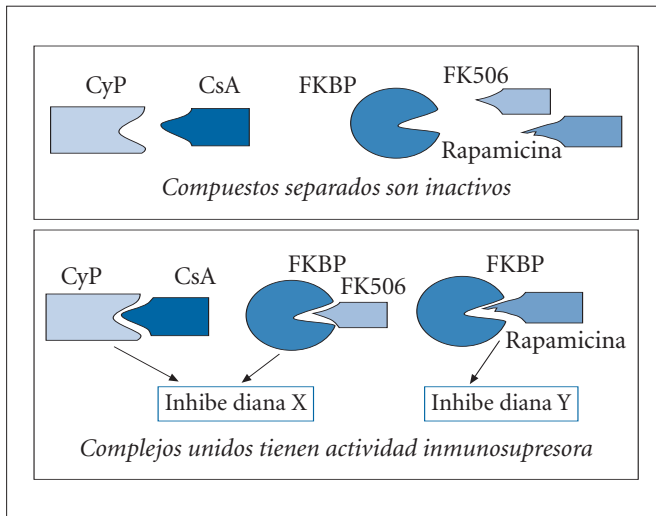 CyP
CsA
FKBP
FK506
Rapamicina
Compuestos separados son inactivos
CyP
CsA
FKBP
FK506
FKBP
Rapamicina
Inhibe diana X
Inhibe diana Y
Complejos unidos tienen actividad inmunosupresora